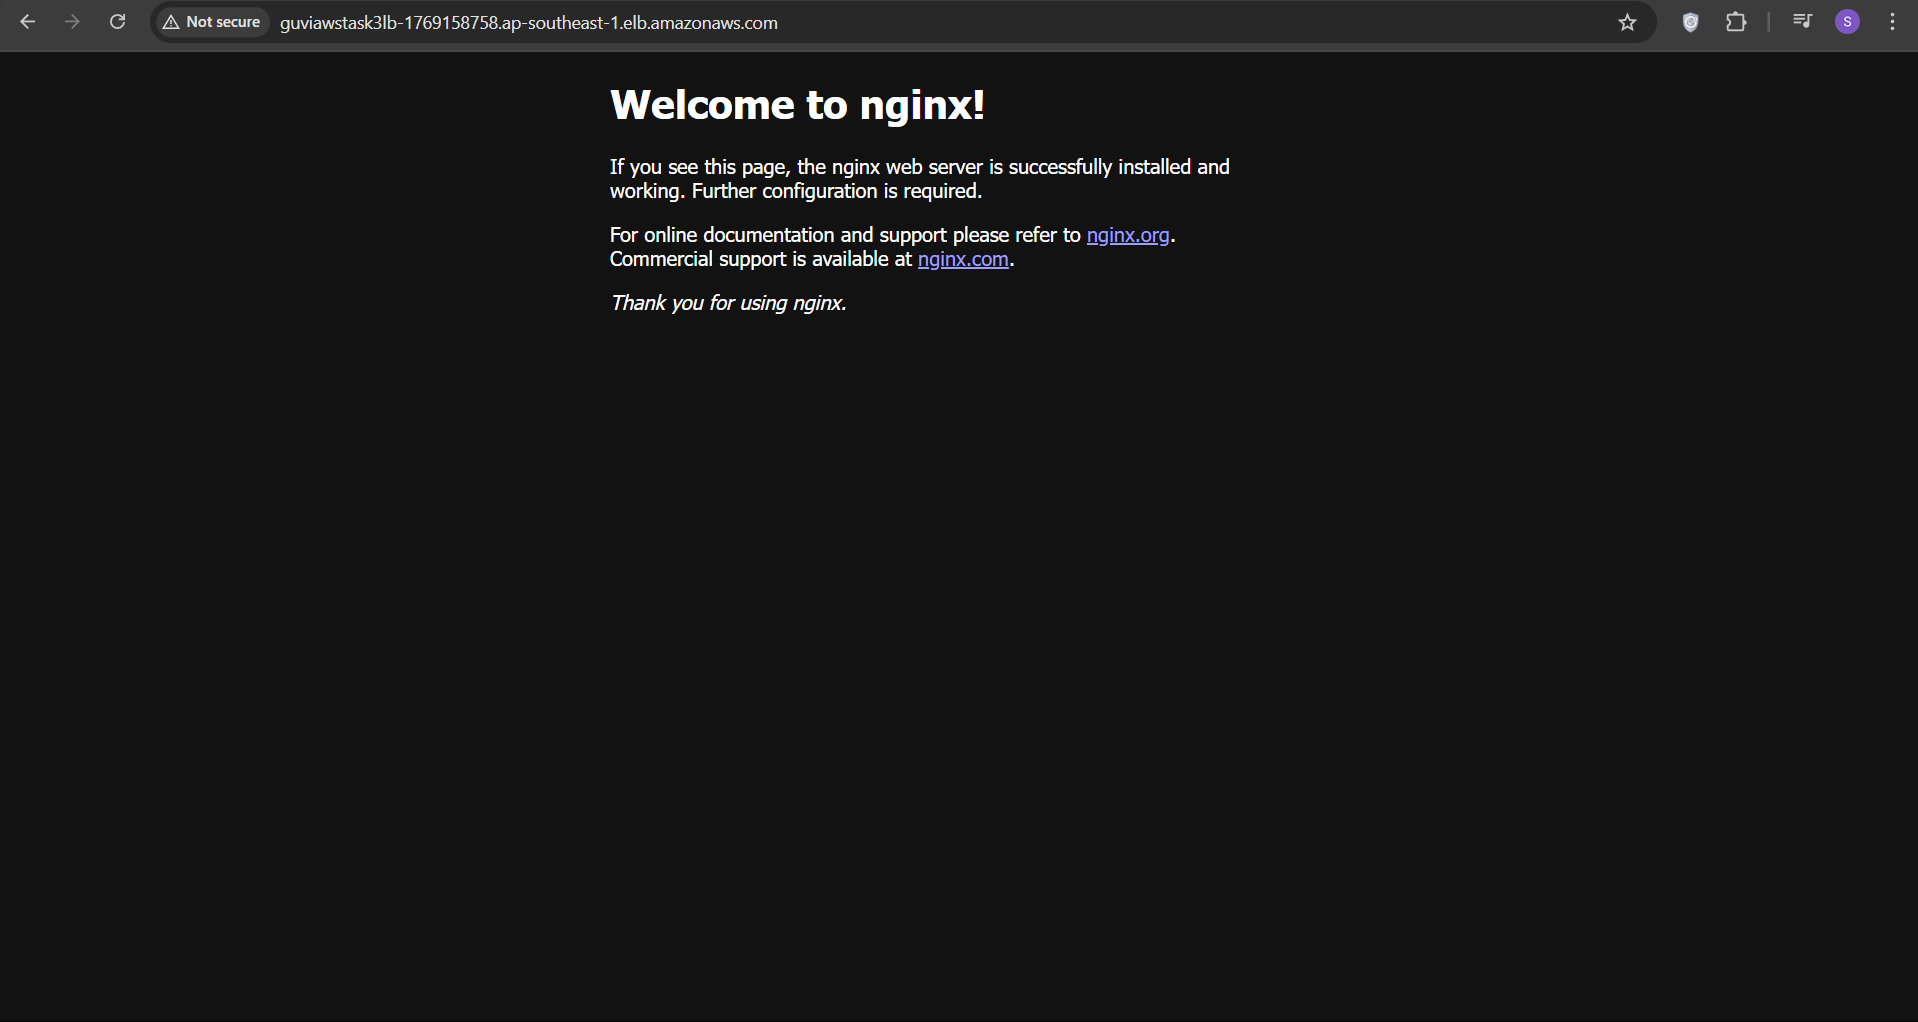 Not secure
guviawstask3lb-1769158758.ap-southeast-1.elb.amazonaws.com
S
Welcome to nginx!
If you see this page, the nginx web server is successfully installed and
working. Further configuration is required.
For online documentation and support please refer to nginx.org.
Commercial support is available at nginx.com.
Thank you for using nginx.